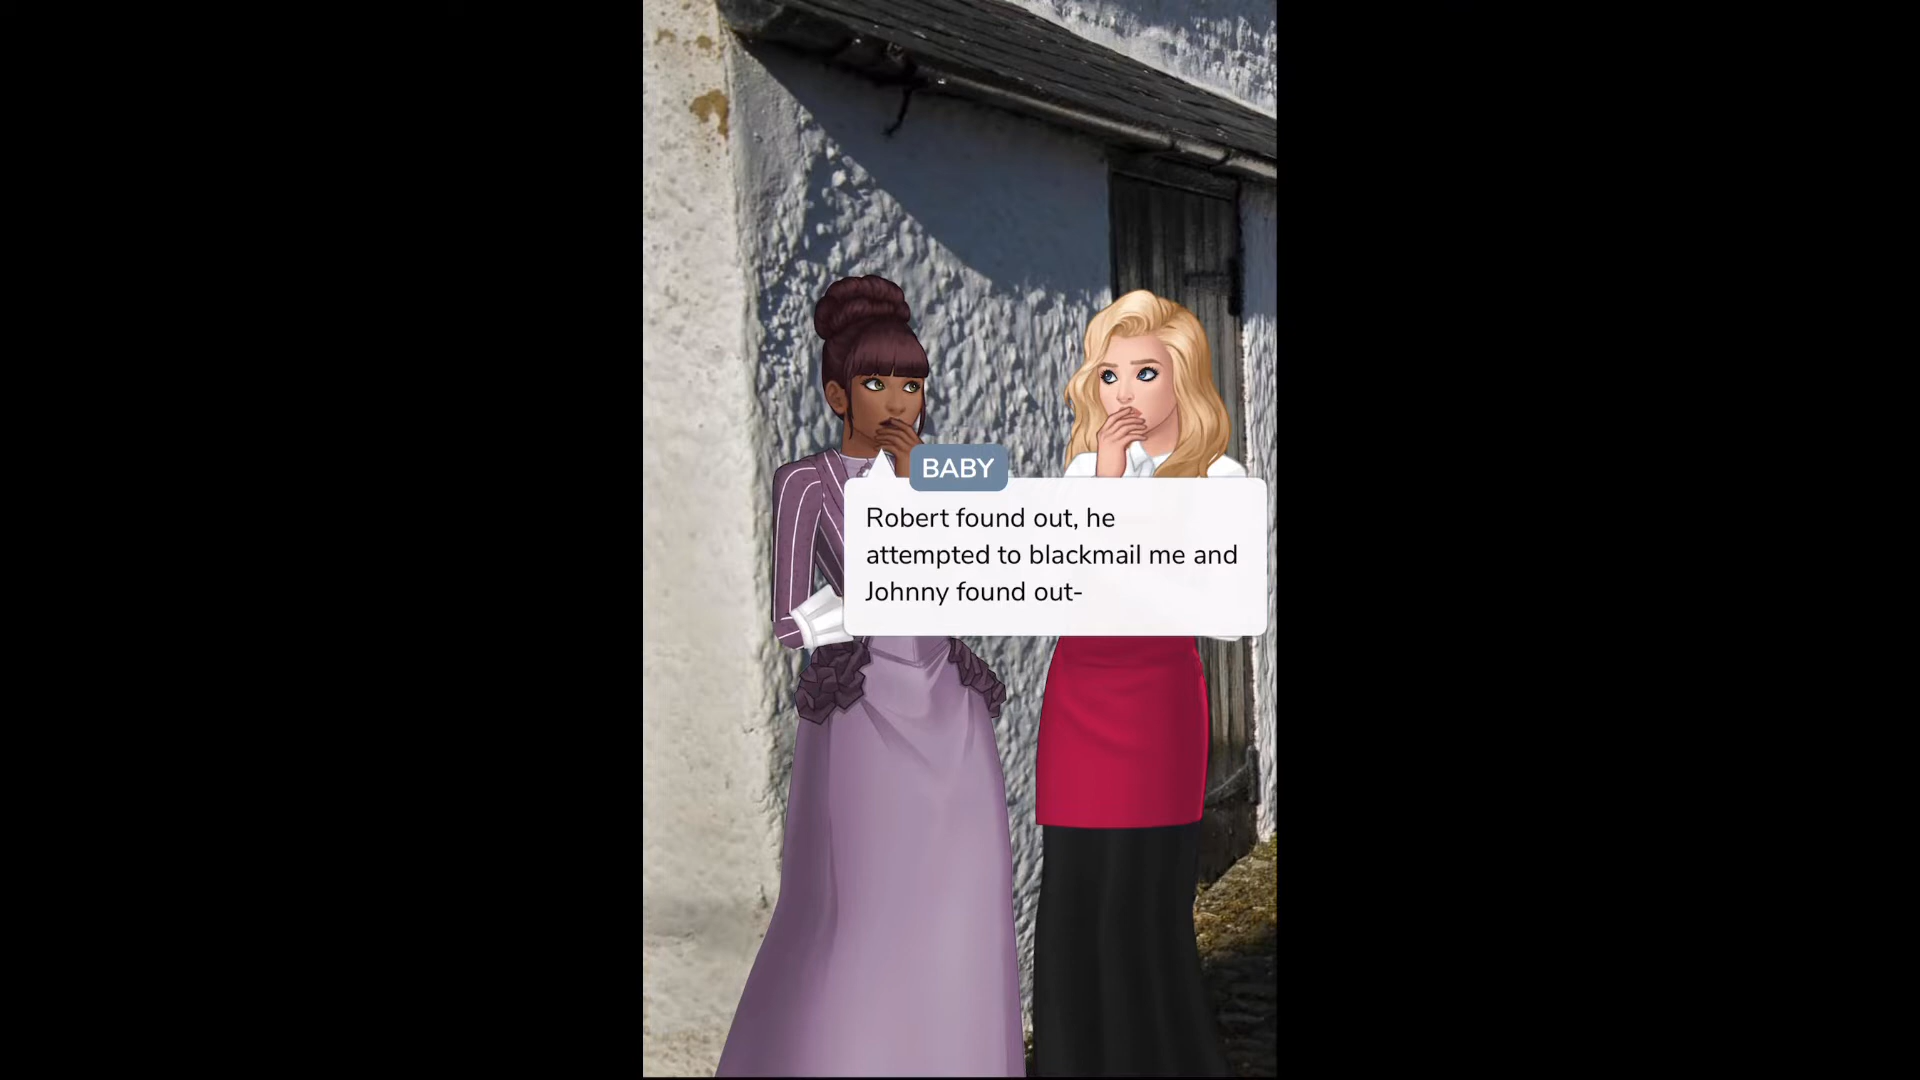 BABY
Robert found out, he
attempted to blackmail me and
Johnny found out-